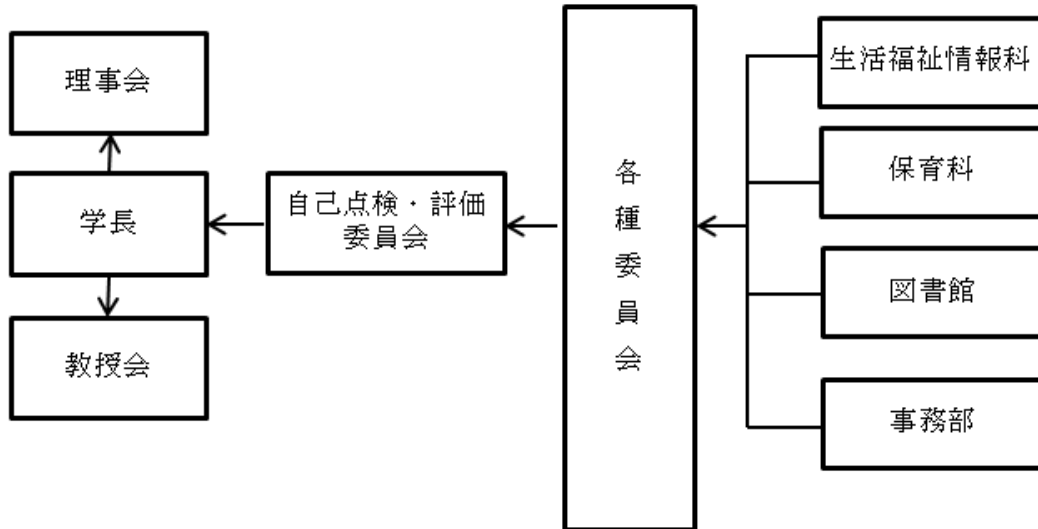 理事会
学長
教授会
自己点検・評価
委員会
各種委員会
生活福祉情報科
保育科
図書館
事務部